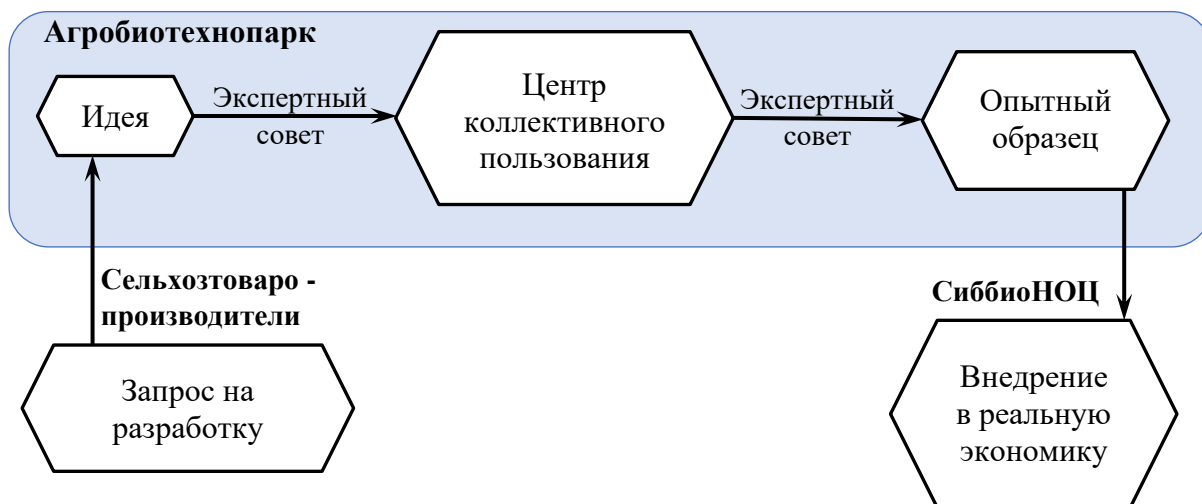 Агробиотехнопарк
Идея
Экспертный
совет
Центр
коллективного
пользования
Экспертный
совет
Опытный
образец
Сельхозтоваро -
производители
СиббиоНОЦ
Запрос на
разработку
Внедрение
в реальную
экономику